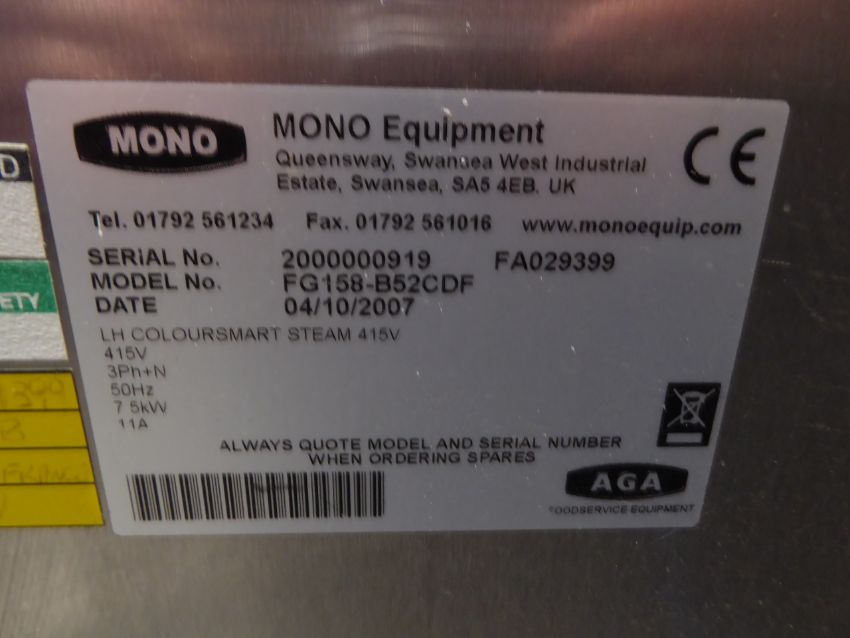 MONO
MONO Equipment
Queensway, Swansea West Industrial
Estate, Swansea, SA5 4EB. UK
CE
Tel. 01792 561234 Fax. 01792 561016 www.monoequip.com
SERIAL No. 2000000919 FA029399
MODEL No. FG158-B52CDF
DATE 04/10/2007
LH COLOURSMART STEAM 415V
415V
3Ph+N
50Hz
7.5kW
11A
ALWAYS QUOTE MODEL AND SERIAL NUMBER
WHEN ORDERING SPARES
AGA
FOODSERVICE EQUIPMENT
D
ETY